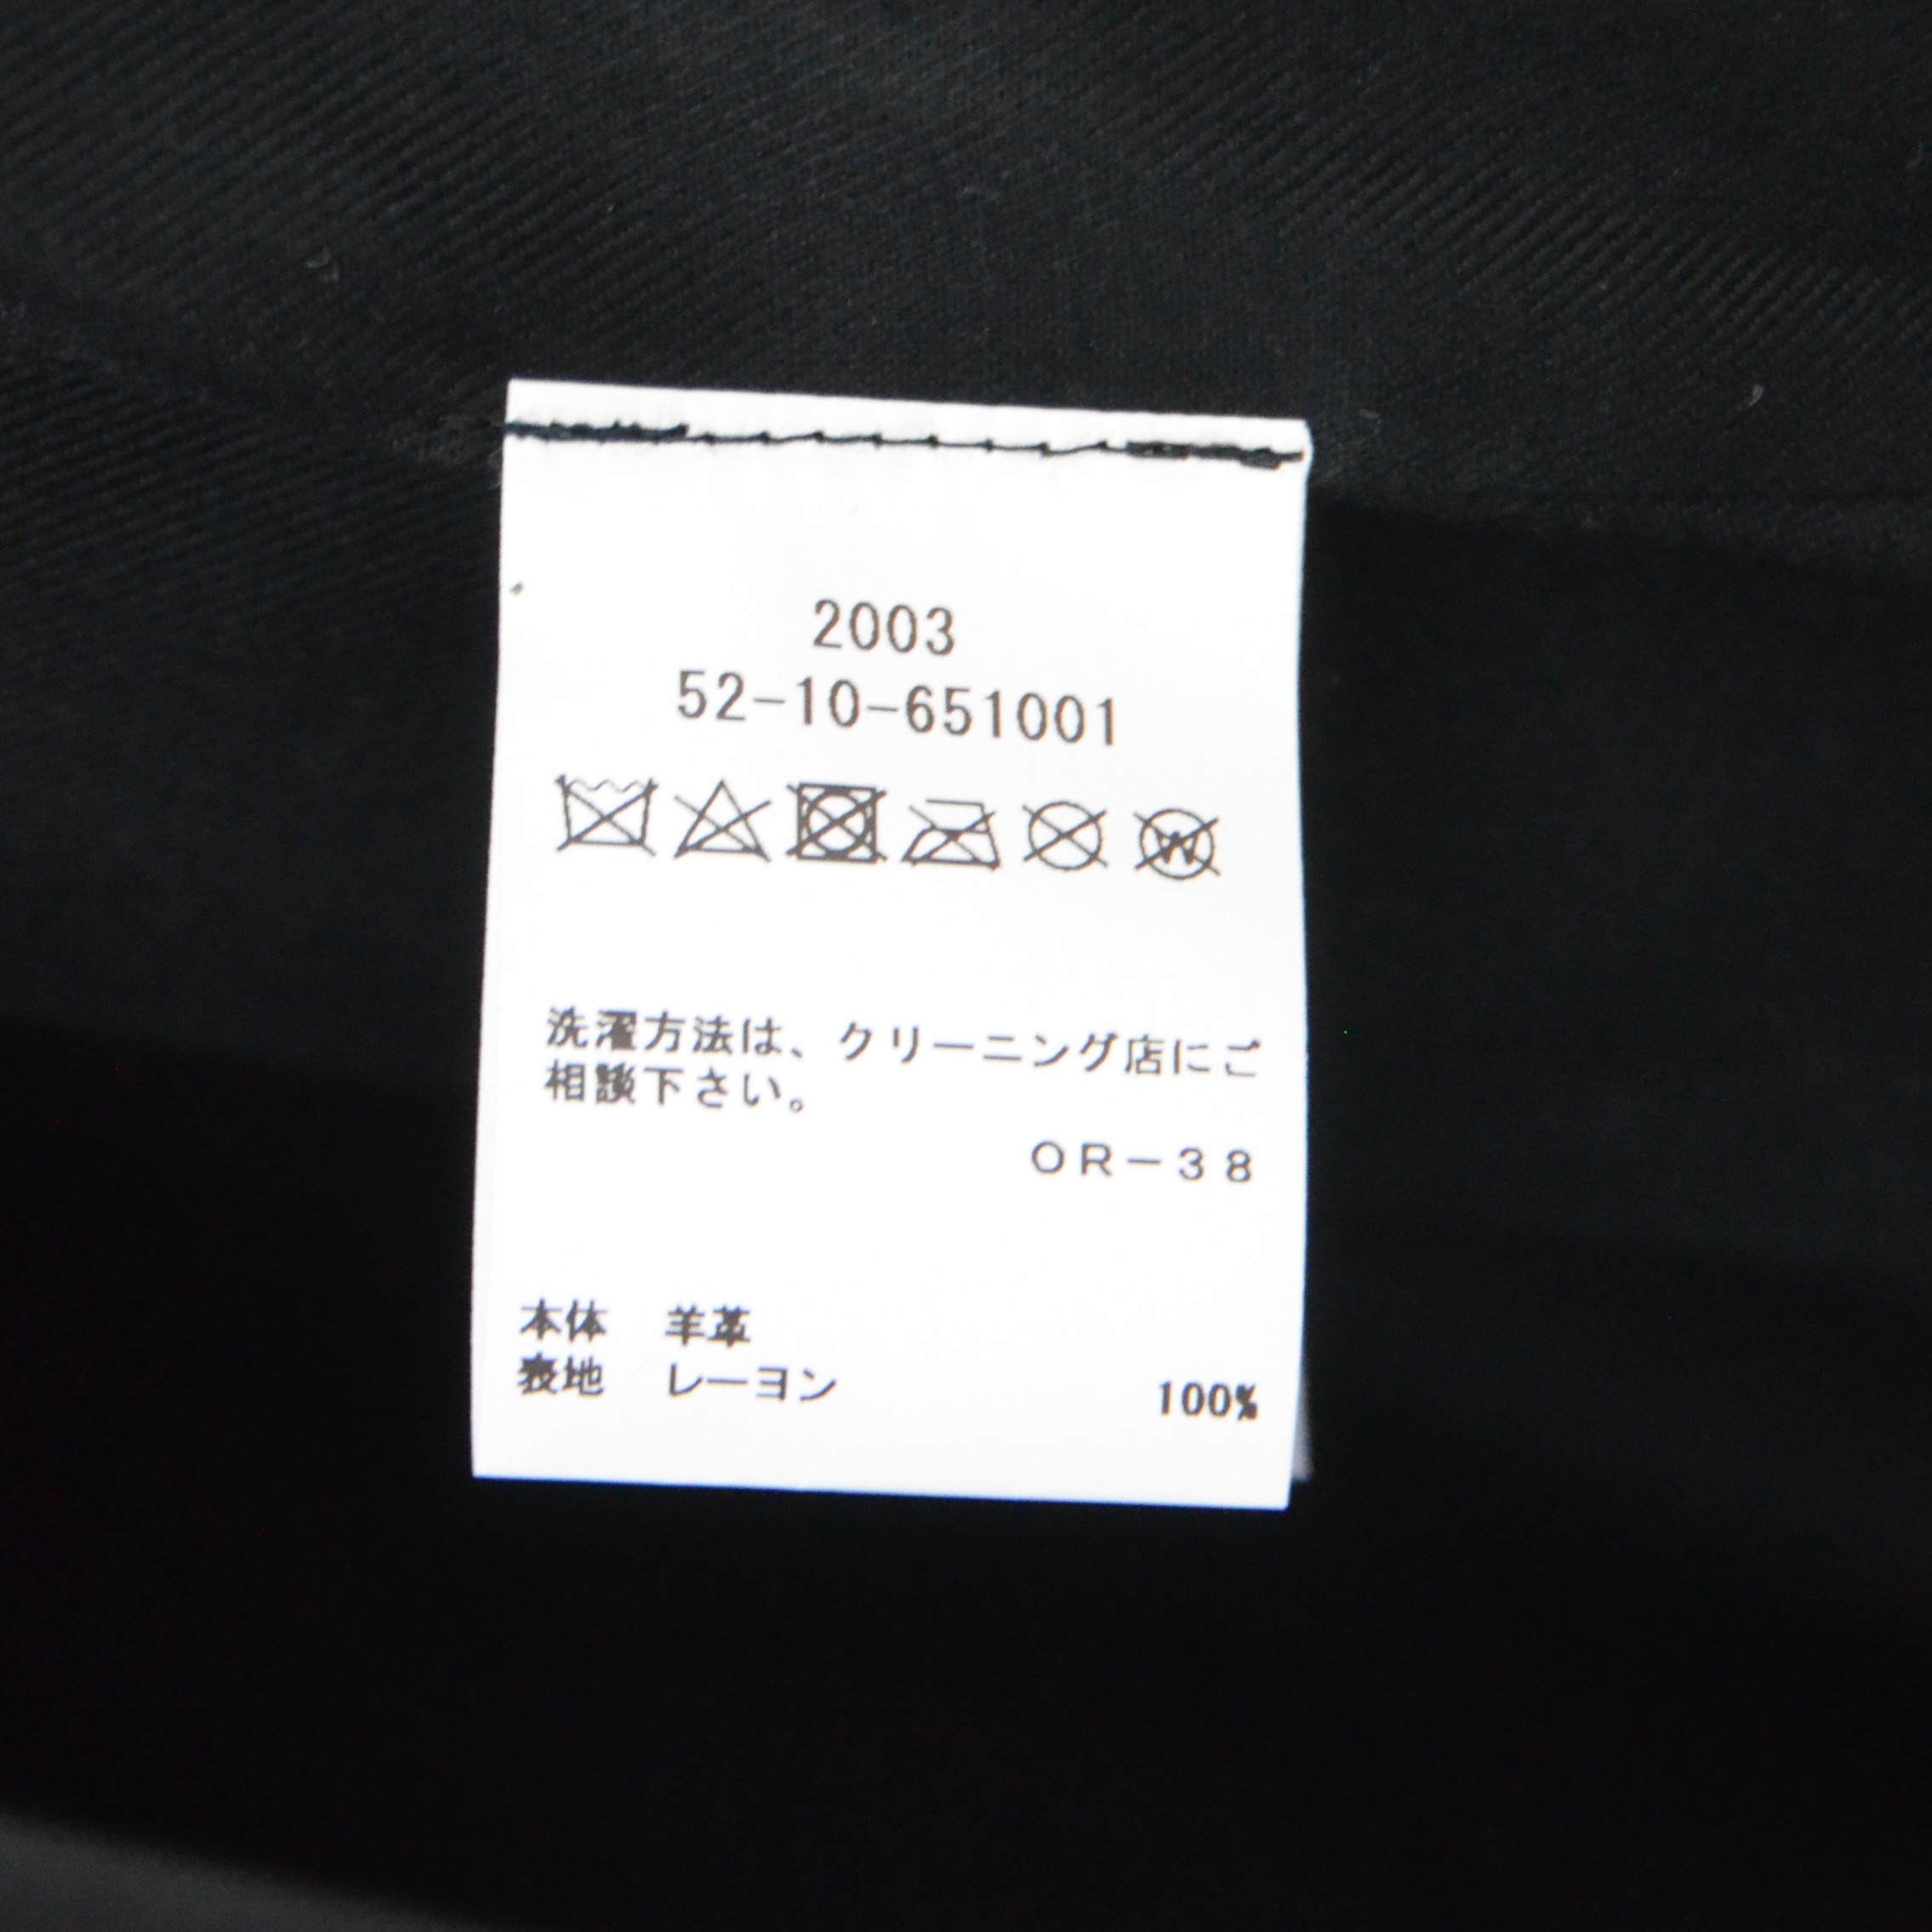 2003
52-10-651001
洗濯方法は、クリーニング店にご
相談下さい。
OR-38
本体 羊革
表地 レーヨン 100%